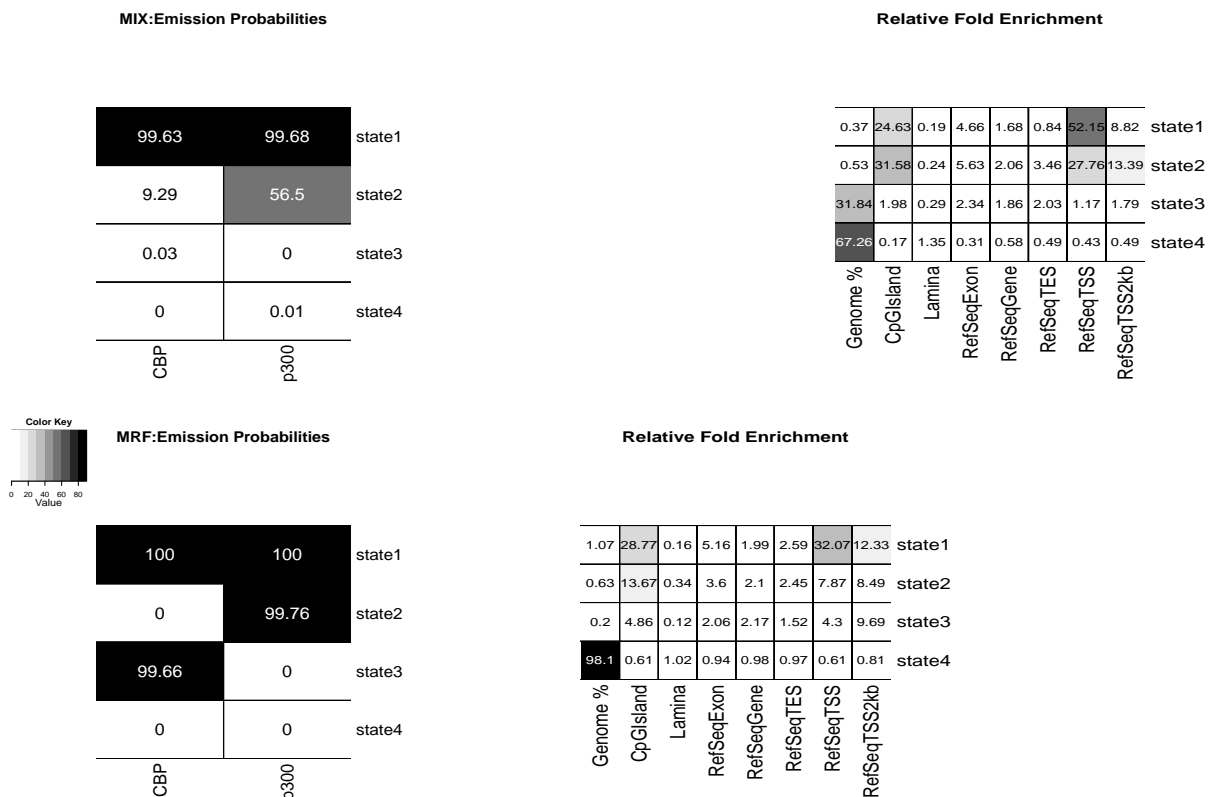 MIX:Emission Probabilities
99.63 99.68 state1
9.29 56.5 state2
0.03 0 state3
0 0.01 state4
CBP p300
Relative Fold Enrichment
0.37 24.63 0.19 4.66 1.68 0.84 52.15 8.82 state1
0.53 31.58 0.24 5.63 2.06 3.46 27.76 13.39 state2
31.84 1.98 0.29 2.34 1.86 2.03 1.17 1.79 state3
67.26 0.17 1.35 0.31 0.58 0.49 0.43 0.49 state4
Genome % CpGIsland Lamina RefSeqExon RefSeqGene RefSeqTES RefSeqTSS RefSeqTSS2kb
Color Key
0 20 40 60 80
Value
MRF:Emission Probabilities
100 100 state1
0 99.76 state2
99.66 0 state3
0 0 state4
CBP p300
Relative Fold Enrichment
1.07 28.77 0.16 5.16 1.99 2.59 32.07 12.33 state1
0.63 13.67 0.34 3.6 2.1 2.45 7.87 8.49 state2
0.2 4.86 0.12 2.06 2.17 1.52 4.3 9.69 state3
98.1 0.61 1.02 0.94 0.98 0.97 0.61 0.81 state4
Genome % CpGIsland Lamina RefSeqExon RefSeqGene RefSeqTES RefSeqTSS RefSeqTSS2kb